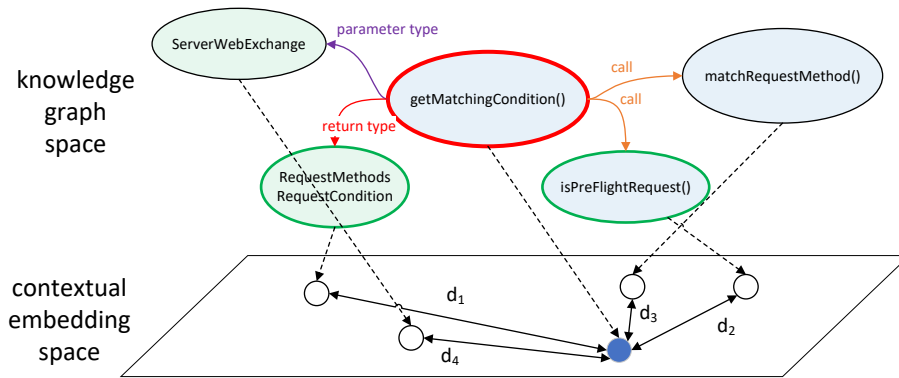 knowledge
graph
space
ServerWebExchange
parameter type
getMatchingCondition()
call
call
matchRequestMethod()
return type
RequestMethods
RequestCondition
isPreFlightRequest()
contextual
embedding
space
d1
d3
d2
d4